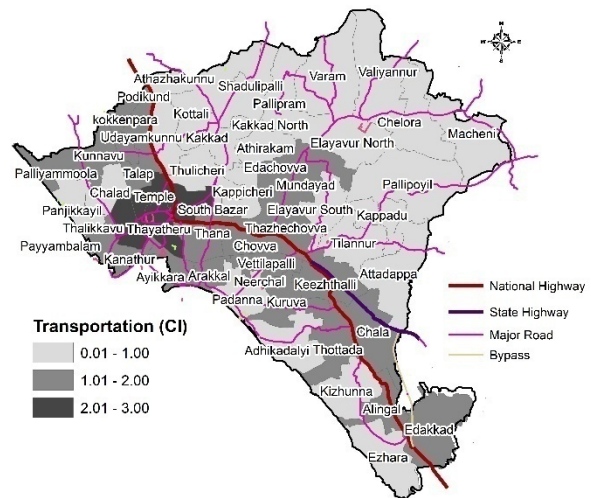 Athazhakunnu
Podikund
Shadulipalli
Varam
Valiyannur
kokkenpara
Kottali
Pallipram
Chelora
Udayamkunnu
Kakkad
Kakkad North
Macheni
Kunnavu
Athirakam
Elayavur North
Palliyammoola
Talap
Thulicheri
Edachovva
Chalad
Temple
Kappicheri
Mundayad
Pallipoyil
Panjikkayil
South Bazar
Elayavur South
Kappadu
Thalikkavu
Thayatheru
Thana
Thazhechovva
Payyambalam
Chovva
Tilannur
Kanathur
Vettilapalli
Attadappa
Ayikkara
Arakkal
Neerchal
Keezhthalli
Padanna
Kuruva
Chala
Adhikadalyi
Thottada
Kizhunna
Alingal
Edakkad
Ezhara
National Highway
State Highway
Major Road
Bypass
Transportation (CI)
0.01 - 1.00
1.01 - 2.00
2.01 - 3.00